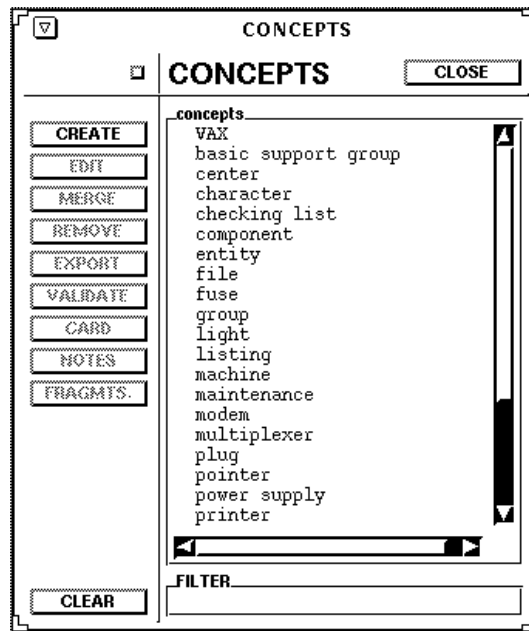 CONCEPTS
CONCEPTS
CLOSE
CREATE
EDIT
MERGE
REMOVE
EXPORT
VALIDATE
CARD
NOTES
FRAGMTS.
CLEAR
concepts
VAX
basic support group
center
character
checking list
component
entity
file
fuse
group
light
listing
machine
maintenance
modem
multiplexer
plug
pointer
power supply
printer
FILTER